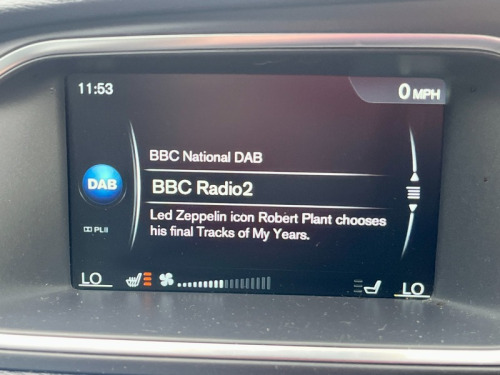 11:53
0 MPH
BBC National DAB
BBC Radio2
DAB
Led Zeppelin icon Robert Plant chooses
his final Tracks of My Years.
PLII
LO
LO